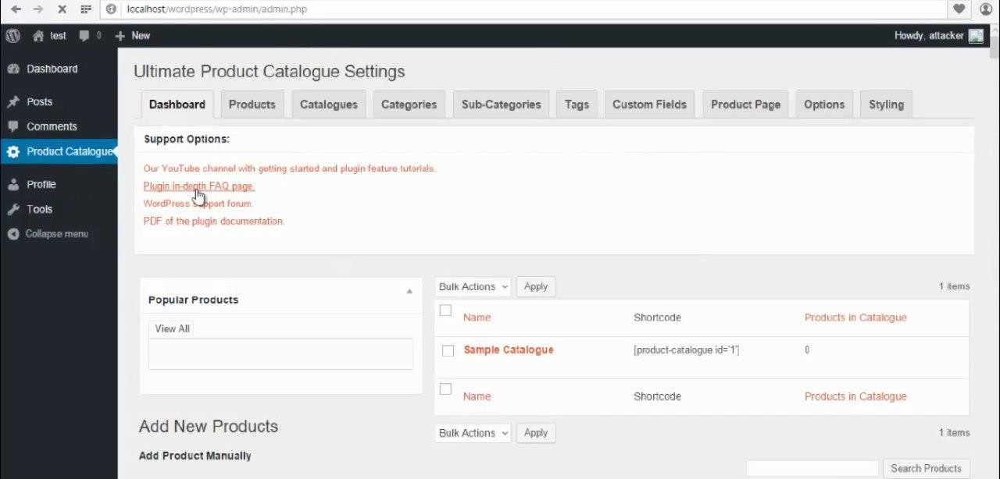 localhost/wordpress/wp-admin/admin.php
test 0 New Howdy, attacker
Dashboard
Posts
Comments
Product Catalogue
Profile
Tools
Collapse menu
Ultimate Product Catalogue Settings
Dashboard Products Catalogues Categories Sub-Categories Tags Custom Fields Product Page Options Styling
Support Options:
Our YouTube channel with getting started and plugin feature tutorials.
Plugin in-depth FAQ page.
WordPress support forum.
PDF of the plugin documentation.
Popular Products
View All
Add New Products
Add Product Manually
Bulk Actions Apply 1 items
Name Shortcode Products in Catalogue
Sample Catalogue [product-catalogue id='1'] 0
Name Shortcode Products in Catalogue
Bulk Actions Apply 1 items
Search Products